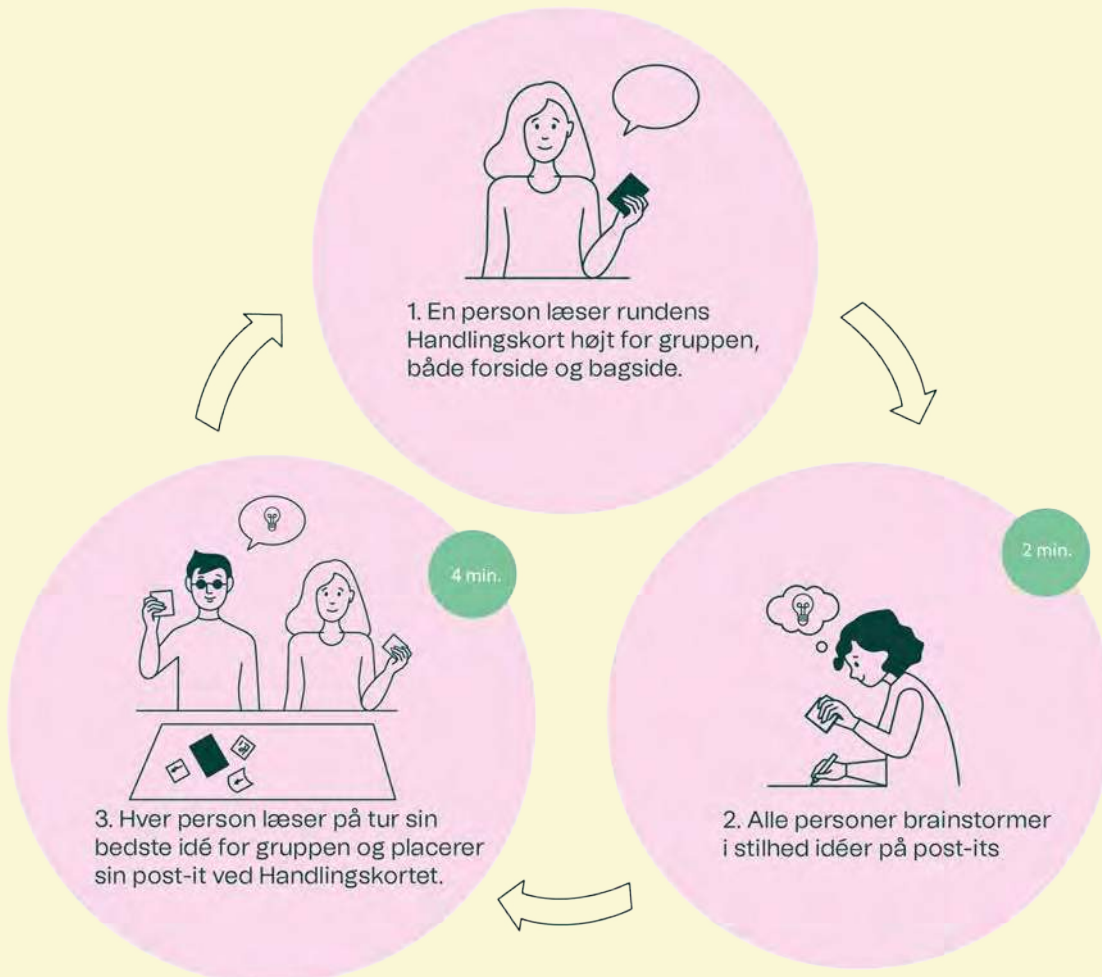 1. En person læser rundens
Handlingskort højt for gruppen,
både forside og bagside.
2 min.
2. Alle personer brainstormer
i stilhed idéer på post-its
4 min.
3. Hver person læser på tur sin
bedste idé for gruppen og placerer
sin post-it ved Handlingskortet.